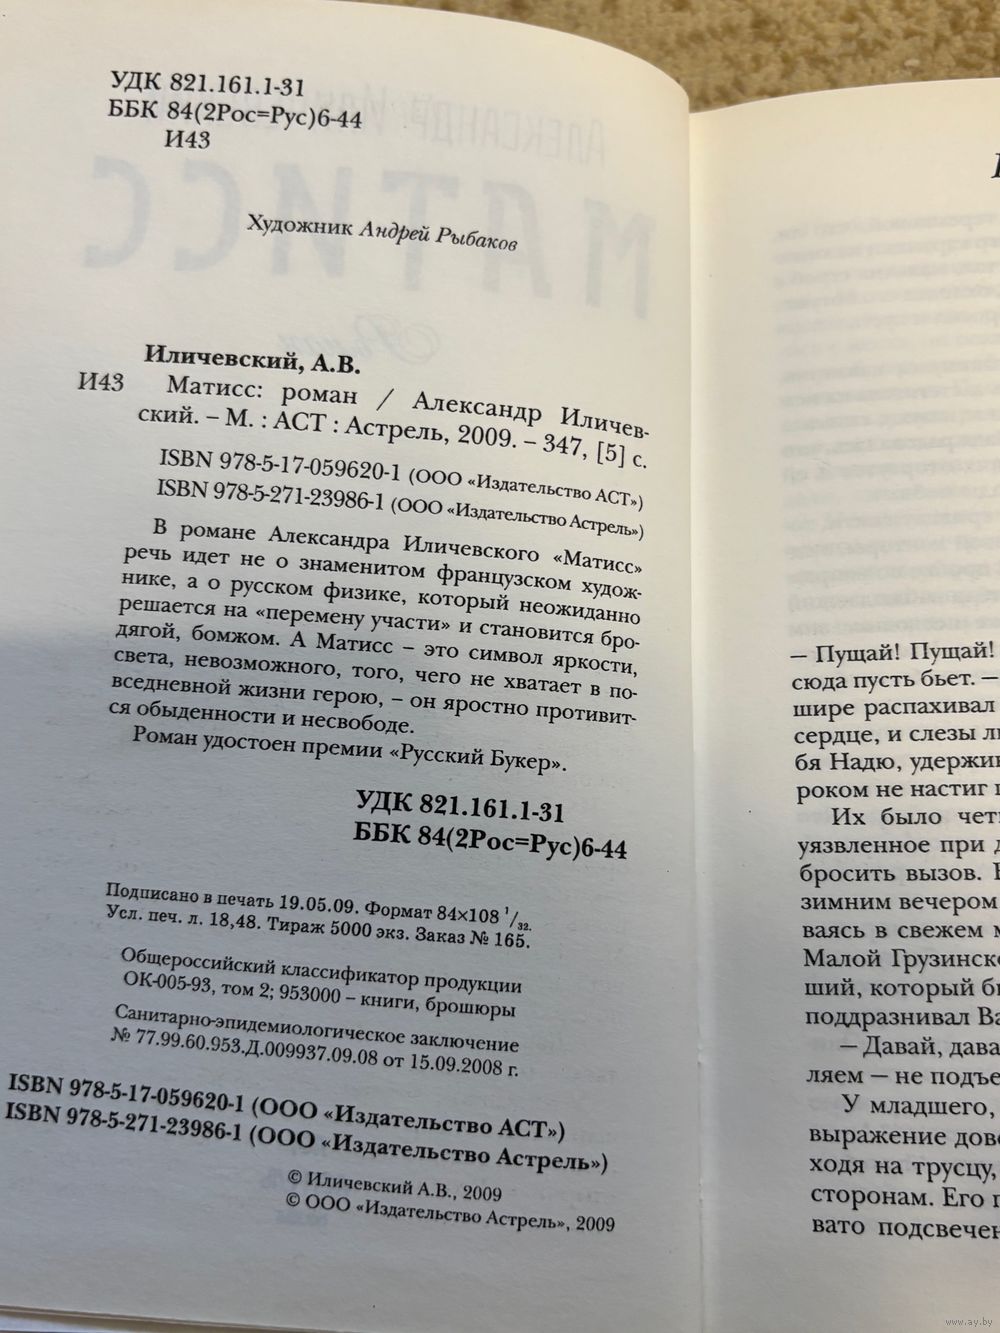 УДК 821.161.1-31
ББК 84(2Рос=Рус)6-44
И43
Художник Андрей Рыбаков
Иличевский, А.В.
И43 Матисс: роман / Александр Иличев-
ский. – М. : АСТ : Астрель, 2009. – 347, [5] с.
ISBN 978-5-17-059620-1 (ООО «Издательство АСТ»)
ISBN 978-5-271-23986-1 (ООО «Издательство Астрель»)
В романе Александра Иличевского «Матисс»
речь идет не о знаменитом французском худож-
нике, а о русском физике, который неожиданно
решается на «перемену участи» и становится бро-
дягой, бомжом. А Матисс – это символ яркости,
света, невозможного, того, чего не хватает в по-
вседневной жизни герою, – он яростно противит-
ся обыденности и несвободе.
Роман удостоен премии «Русский Букер».
УДК 821.161.1-31
ББК 84(2Рос=Рус)6-44
Подписано в печать 19.05.09. Формат 84×108 1/32.
Усл. печ. л. 18,48. Тираж 5000 экз. Заказ № 165.
Общероссийский классификатор продукции
ОК-005-93, том 2; 953000 – книги, брошюры
Санитарно-эпидемиологическое заключение
№ 77.99.60.953.Д.009937.09.08 от 15.09.2008 г.
ISBN 978-5-17-059620-1 (ООО «Издательство АСТ»)
ISBN 978-5-271-23986-1 (ООО «Издательство Астрель»)
© Иличевский А.В., 2009
© ООО «Издательство Астрель», 2009
– Пущай! Пущай!
сюда пусть бьет. –
шире распахивал
сердце, и слезы
бя Надю,
роком не настиг
Их было
уязвленное при
бросить вызов.
зимним вечером
ваясь в свежем
Малой
ший, который
поддразнивал
– Давай,
ляем – не
У младшего,
выражение
ходя на трусцу,
сторонам. Его
вато
www.ay.by